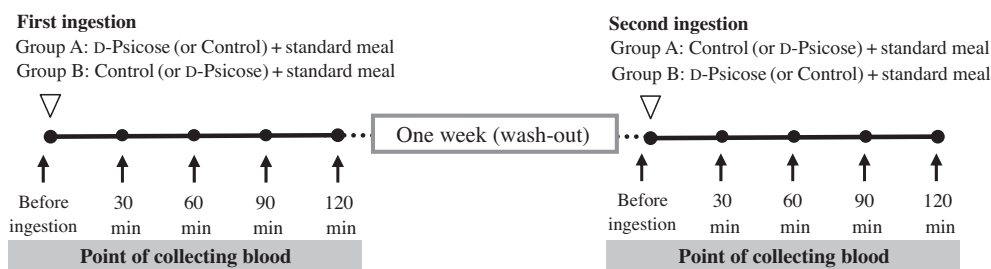 First ingestion
Group A: D-Psicose (or Control) + standard meal
Group B: Control (or D-Psicose) + standard meal
Before ingestion
30 min
60 min
90 min
120 min
Point of collecting blood
One week (wash-out)
Second ingestion
Group A: Control (or D-Psicose) + standard meal
Group B: D-Psicose (or Control) + standard meal
Before ingestion
30 min
60 min
90 min
120 min
Point of collecting blood